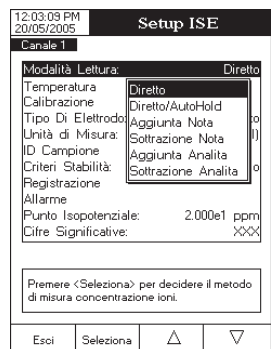 12:03:09 PM
20/05/2005
Setup ISE
Canale 1
Modalità Lettura: Diretto
Temperatura
Calibrazione
Tipo Di Elettrodo:
Unità di Misura:
ID Campione
Criteri Stabilità:
Registrazione
Allarme
Punto Isopotenziale: 2.000e1 ppm
Cifre Significative: XXX
Diretto
Diretto/AutoHold
Aggiunta Nota
Sottrazione Nota
Aggiunta Analita
Sottrazione Analita
Premere <Seleziona> per decidere il metodo
di misura concentrazione ioni.
Esci Seleziona